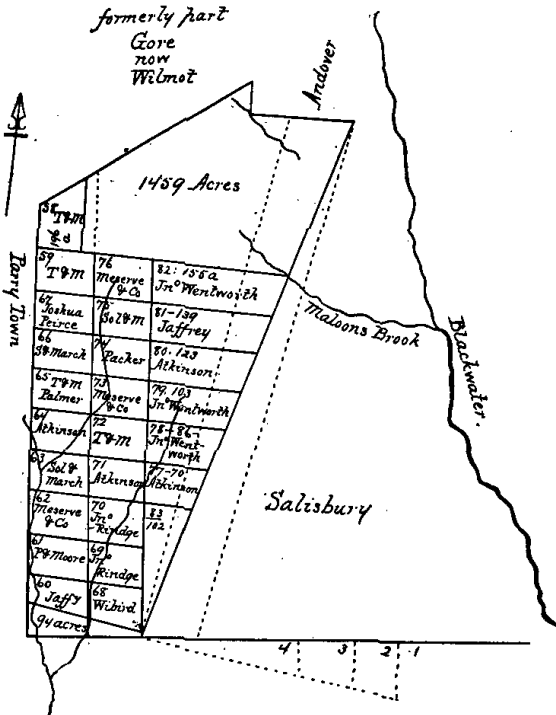 formerly part
Gore
now
Wilmot
Andover
1459 Acres
58
T&M
59
T&M
76
Meserve
& Co
82: 155a
Jnº Wentworth
67
Joshua
Peirce
75
Sol&M
81-139
Jaffrey
66
S&March
74
Packer
80-123
Atkinson
65 T&M
Palmer
73
Meserve
& Co
79. 103
Jnº Wentworth
64
Atkinson
72
T&M
78-86-
Jnº Went-
worth
63
Sol&
March
71
Atkinson
77-70
Atkinson
62
Meserve
& Co
70
Jnº
Rindge
83
102
61
P&Moore
69
Jnº
Rindge
60
Jaffy
68
Wibird
94 acres
Perry Town
Maloons Brook
Blackwater.
Salisbury
4 3 2 1